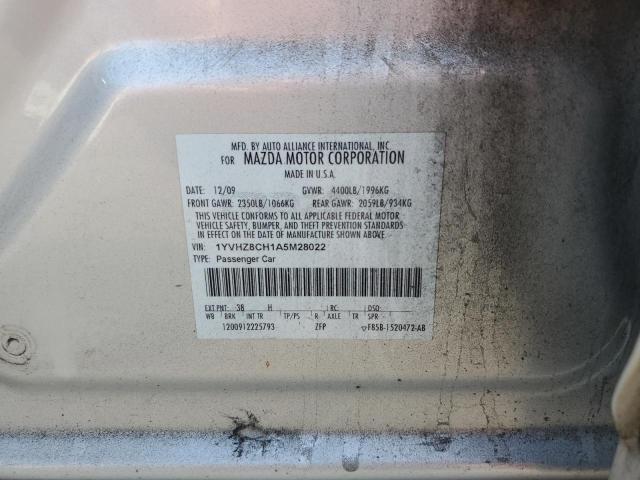 MFD. BY AUTO ALLIANCE INTERNATIONAL, INC.
FOR MAZDA MOTOR CORPORATION
MADE IN U.S.A.
12/09 GVWR: 4400LB/1996KG
FRONT GAWR: 2350LB/1066KG REAR GAWR: 2059LB/934KG
THIS VEHICLE CONFORMS TO ALL APPLICABLE FEDERAL MOTOR
VEHICLE SAFETY, BUMPER, AND THEFT PREVENTION STANDARDS
IN EFFECT ON THE DATE OF MANUFACTURE SHOWN ABOVE.
VIN: 1YVHZ8CH1A5M28022
TYPE: Passenger Car
EXT PNT: 38 H RC: DSO:
WB BRK INT TR TP/PS R AXLE TR SPR
1200912225793 ZFP F85B-1520472-AB